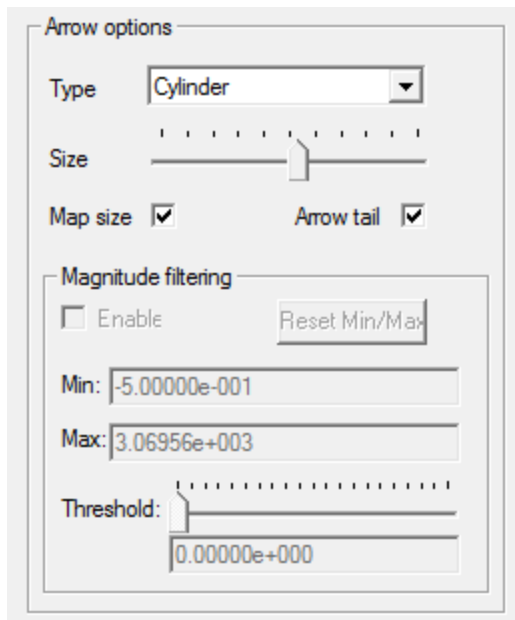 Arrow options
Type Cylinder
Size
Map size Arrow tail
Magnitude filtering
Enable Reset Min/Max
Min: -5.00000e-001
Max: 3.06956e+003
Threshold:
0.00000e+000